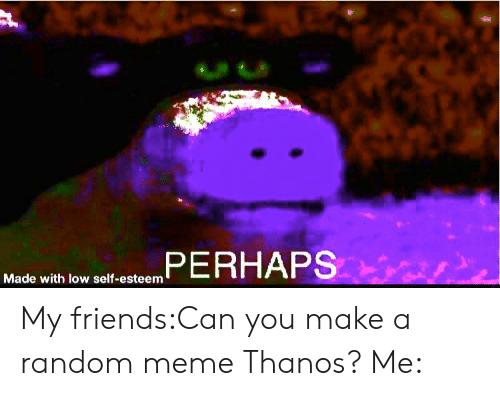 PERHAPS
Made with low self-esteem
My friends:Can you make a
random meme Thanos? Me: